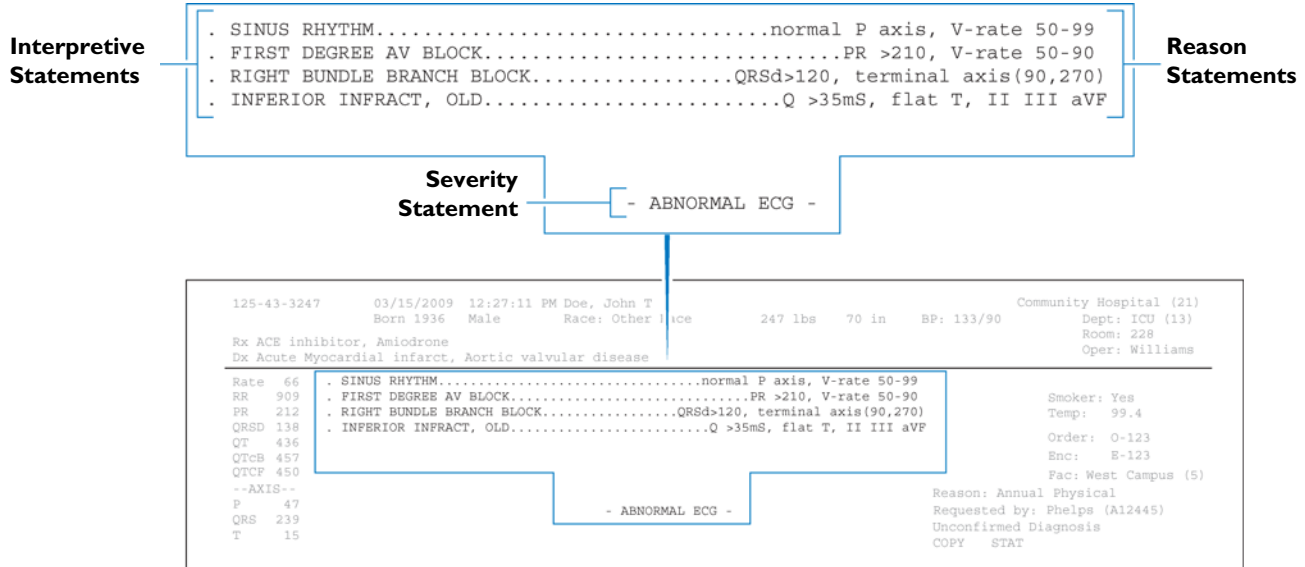 Interpretive Statements
. SINUS RHYTHM.................................normal P axis, V-rate 50-99
. FIRST DEGREE AV BLOCK..............................PR >210, V-rate 50-90
. RIGHT BUNDLE BRANCH BLOCK.................QRSd>120, terminal axis(90,270)
. INFERIOR INFRACT, OLD.........................Q >35mS, flat T, II III aVF
Reason Statements
Severity Statement
- ABNORMAL ECG -
125-43-3247 03/15/2009 12:27:11 PM Doe, John T Community Hospital (21)
Born 1936 Male Race: Other 247 lbs 70 in BP: 133/90 Dept: ICU (13)
Room: 228
Rx ACE inhibitor, Amiodrone
Oper: Williams
Dx Acute Myocardial infarct, Aortic valvular disease
Rate 66
RR 909
PR 212
QRSD 138
QT 436
QTcB 457
QTCF 450
--AXIS--
P 47
QRS 239
T 15
. SINUS RHYTHM.................................normal P axis, V-rate 50-99
. FIRST DEGREE AV BLOCK..............................PR >210, V-rate 50-90
. RIGHT BUNDLE BRANCH BLOCK.................QRSd>120, terminal axis(90,270)
. INFERIOR INFRACT, OLD.........................Q >35mS, flat T, II III aVF
- ABNORMAL ECG -
Smoker: Yes
Temp: 99.4
Order: O-123
Enc: E-123
Fac: West Campus (5)
Reason: Annual Physical
Requested by: Phelps (A12445)
Unconfirmed Diagnosis
COPY STAT